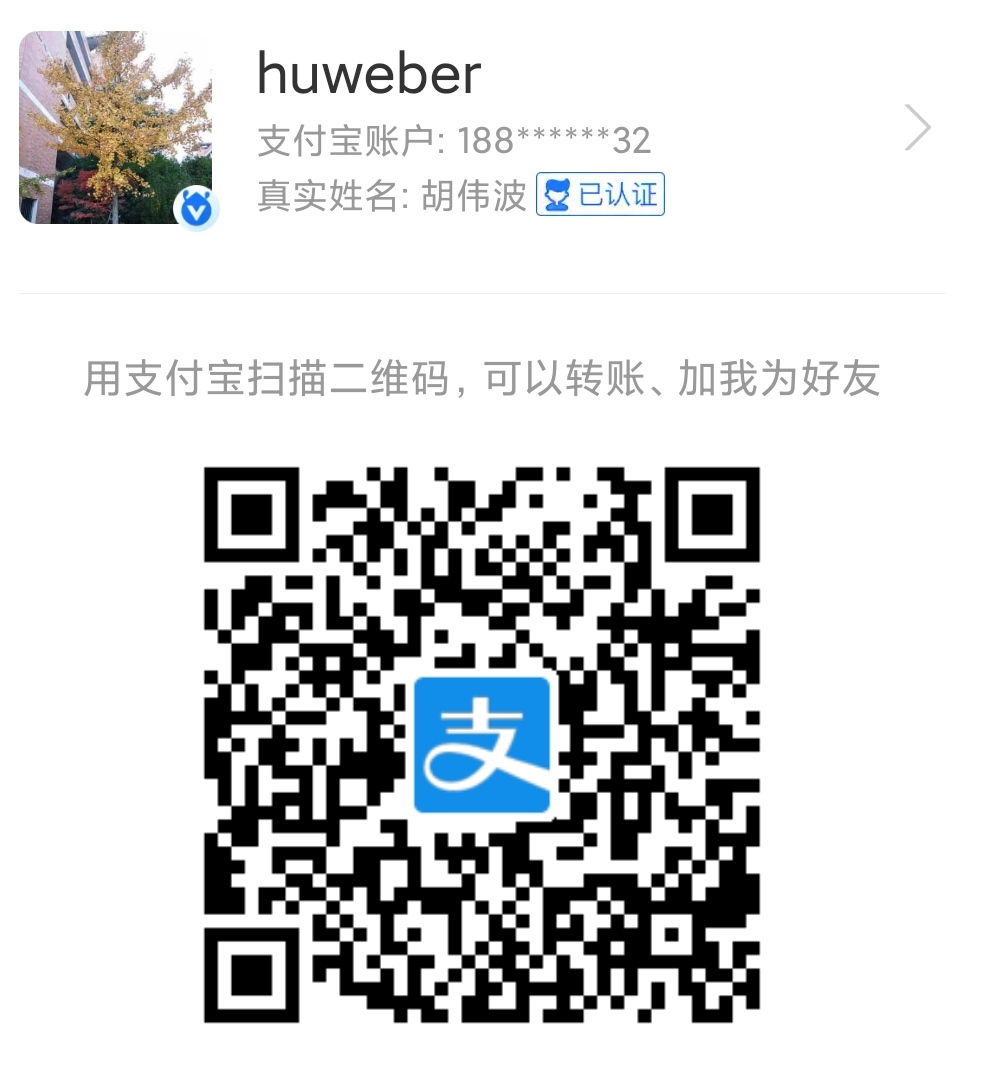 huweber
支付宝账户: 188******32
真实姓名: 胡伟波 已认证
用支付宝扫描二维码, 可以转账、加我为好友
支